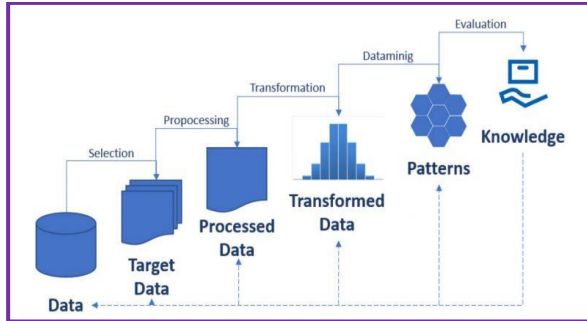 Evaluation
Dataminig
Transformation
Propocessing
Selection
Knowledge
Patterns
Transformed
Data
Processed
Data
Target
Data
Data